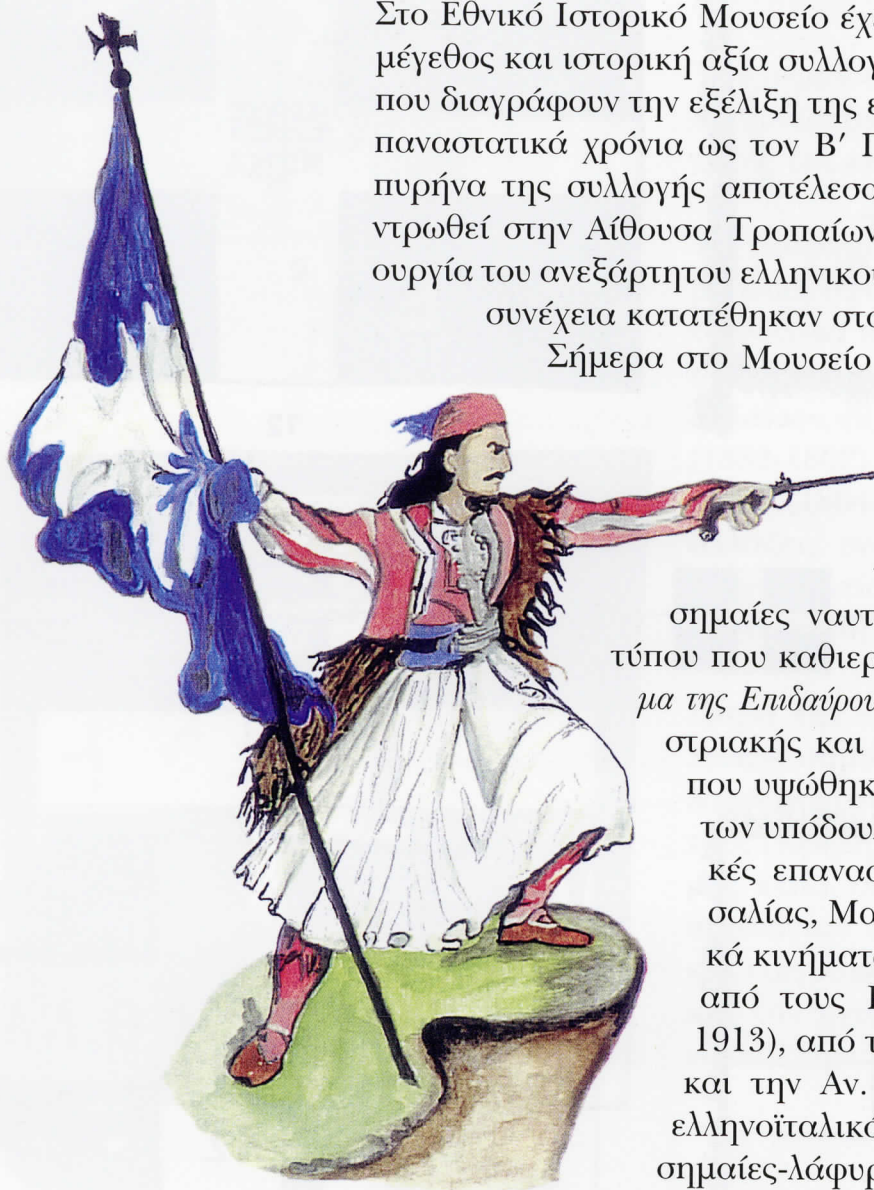 Στο Εθνικό Ιστορικό Μουσείο έχ
μέγεθος και ιστορική αξία συλλογ
που διαγράφουν την εξέλιξη της ε
παναστατικά χρόνια ως τον Β' Π
πυρήνα της συλλογής αποτέλεσα
ντρωθεί στην Αίθουσα Τροπαίων
ουργία του ανεξάρτητου ελληνικού
συνέχεια κατατέθηκαν στο
Σήμερα στο Μουσείο
σημαίες ναυτ
τύπου που καθιερ
μα της Επιδαύρου
στριακής και
που υψώθηκ
των υπόδου
κές επανασ
σαλίας, Μα
κά κινήματα
από τους
1913), από τ
και την Αν.
ελληνοϊταλικό
σημαίες-λάφυρ